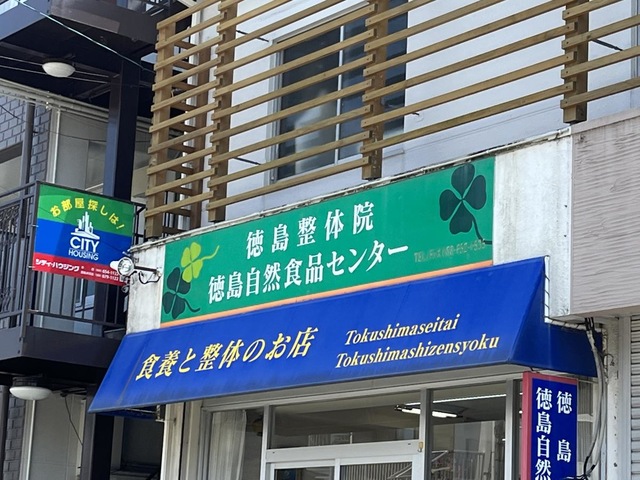 お部屋探しは!
CITY
HOUSING
シティ・ハウジング
徳島整体院
徳島自然食品センター
食養と整体のお店
Tokushimaseitai
Tokushimashizensyoku
徳島
徳島自然